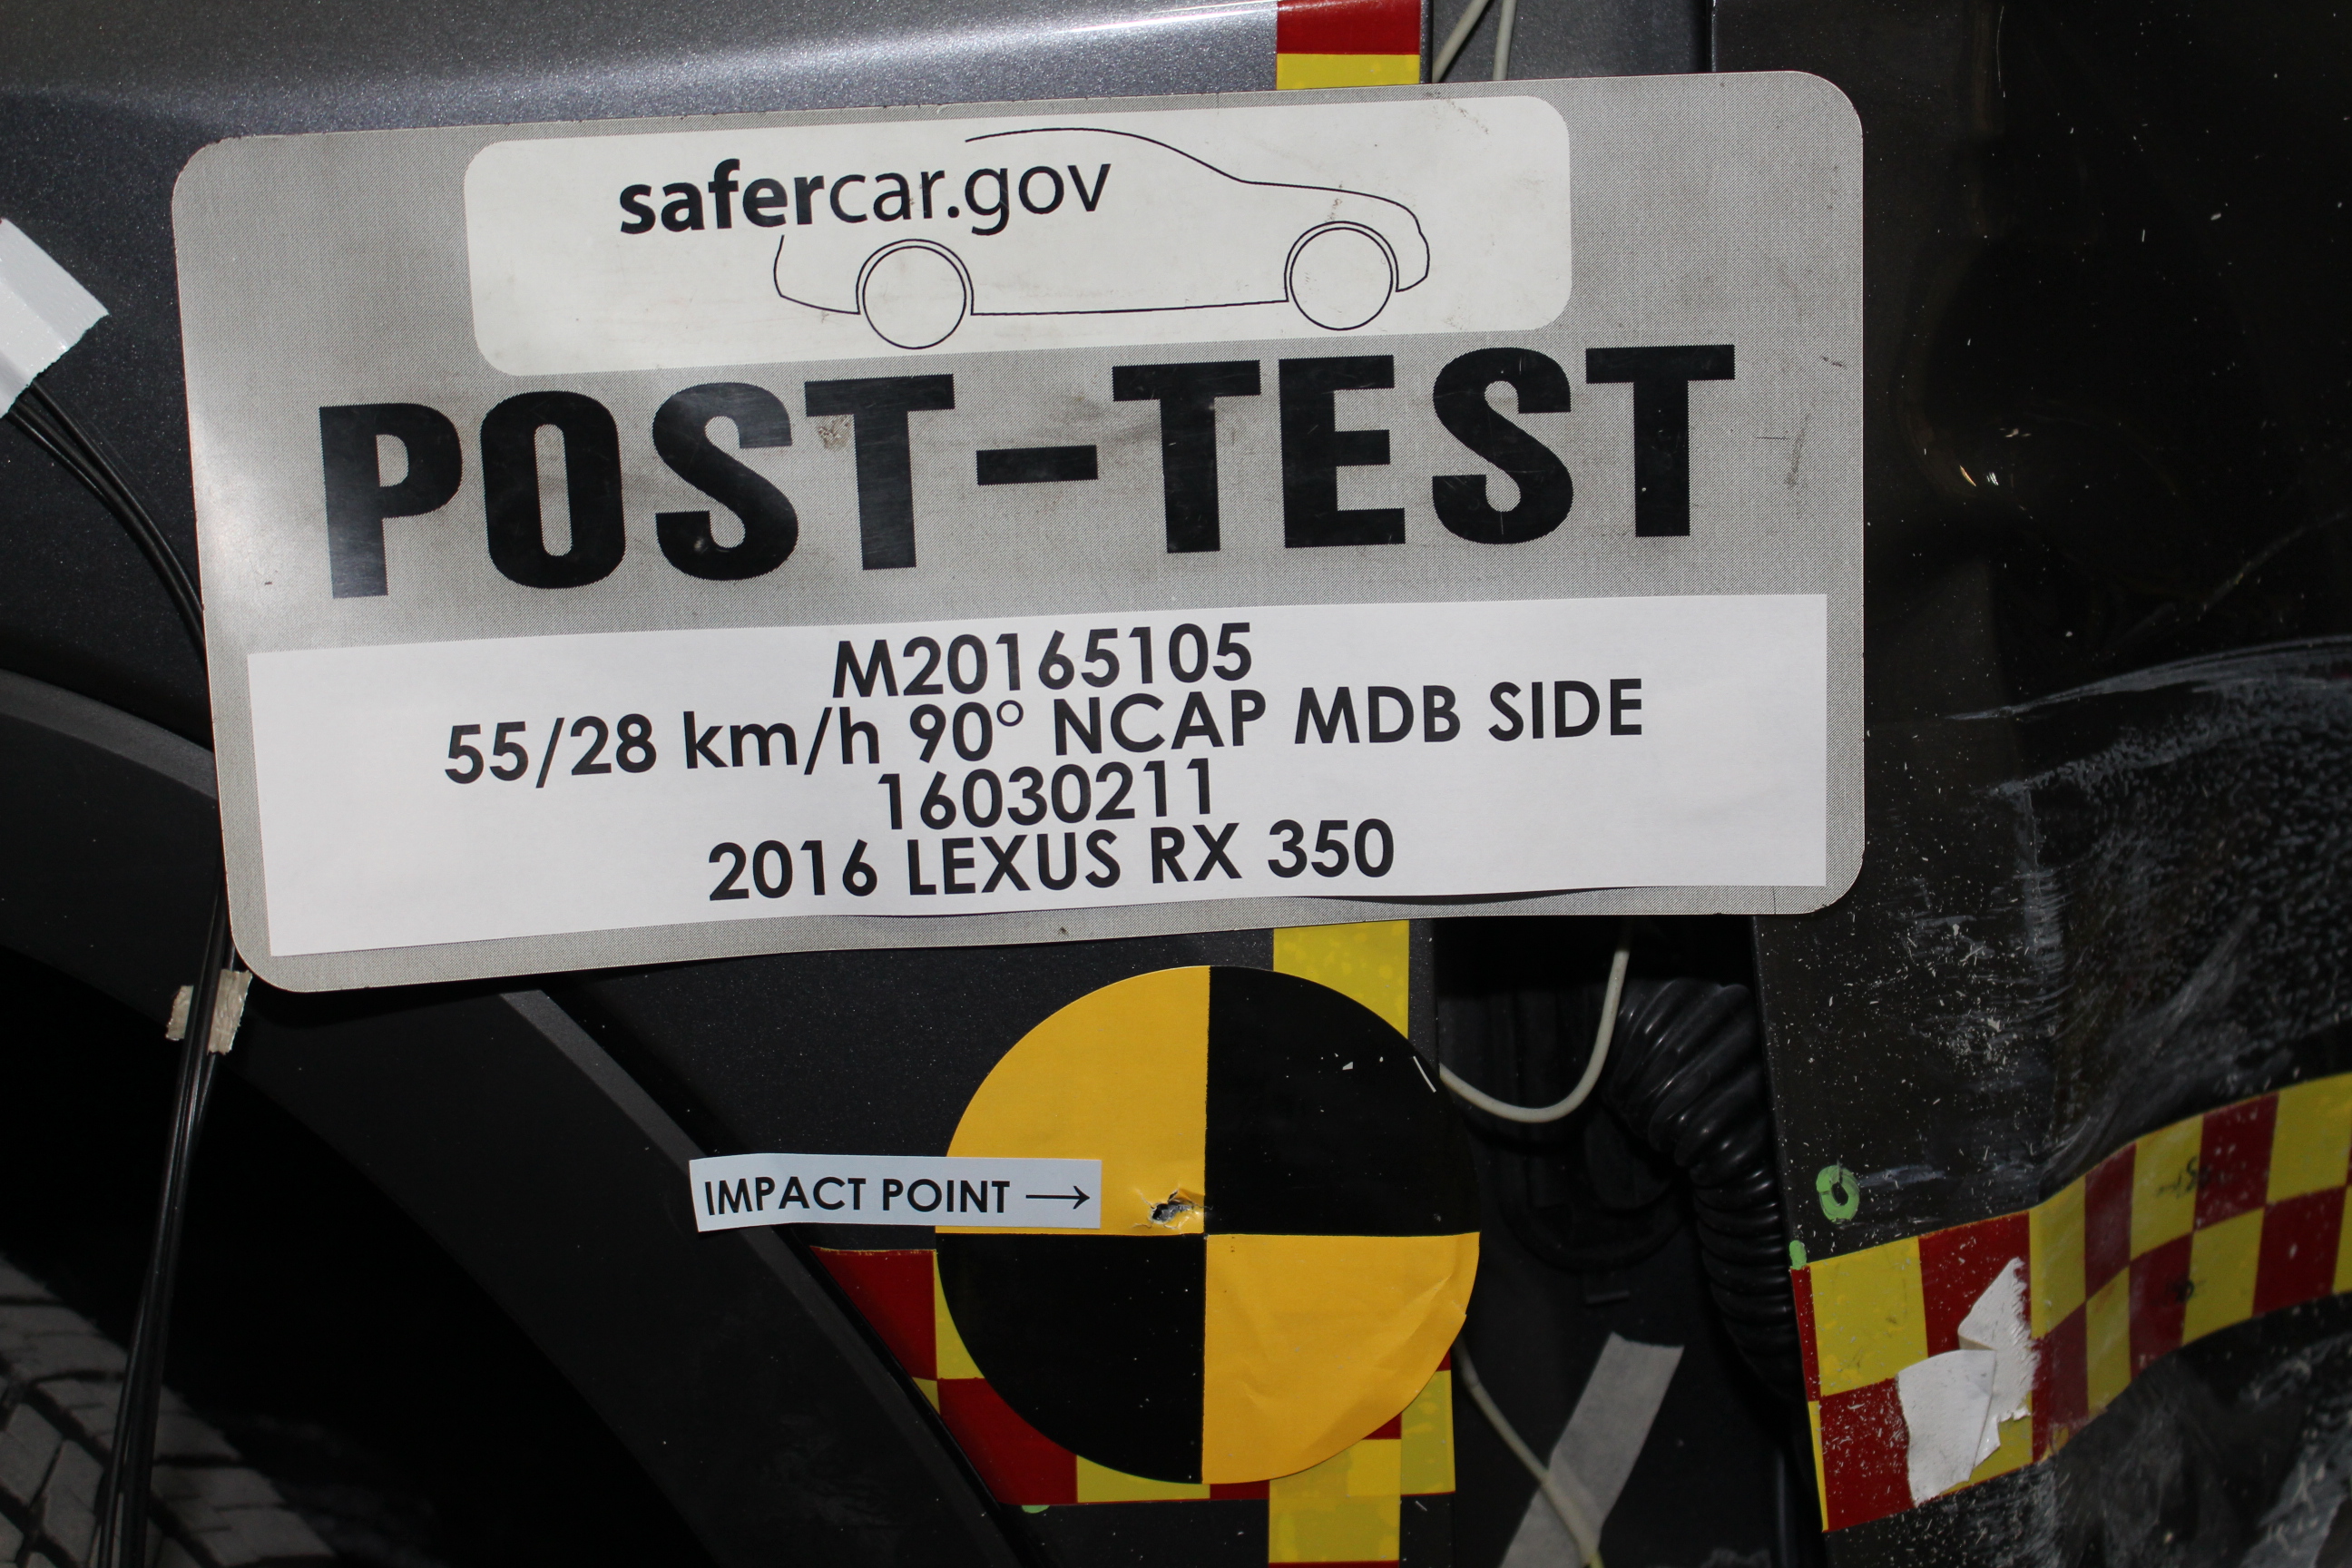 safercar.gov
POST-TEST
M20165105
55/28 km/h 90° NCAP MDB SIDE
16030211
2016 LEXUS RX 350
IMPACT POINT →